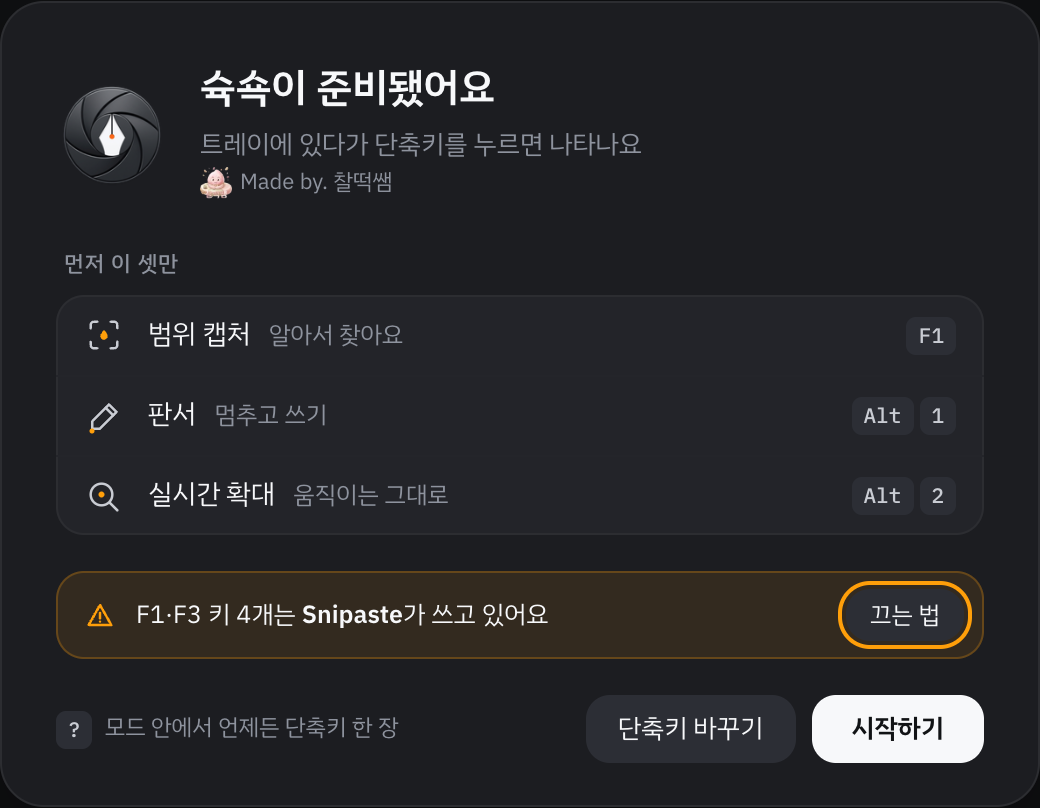 슉쇽이 준비됐어요
트레이에 있다가 단축키를 누르면 나타나요
Made by. 찰떡쌤
먼저 이 셋만
범위 캡처 알아서 찾아요 F1
판서 멈추고 쓰기 Alt 1
실시간 확대 움직이는 그대로 Alt 2
F1·F3 키 4개는 Snipaste가 쓰고 있어요 끄는 법
? 모드 안에서 언제든 단축키 한 장 단축키 바꾸기 시작하기